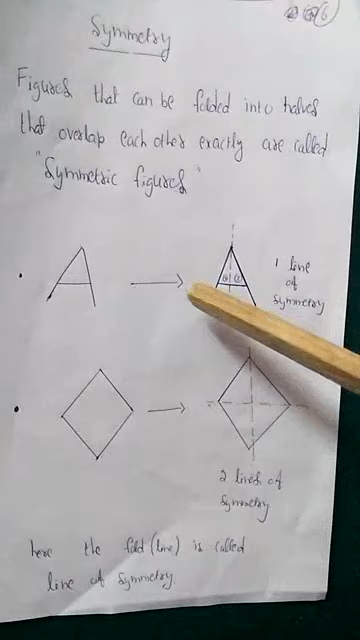 Symmetry
Figures that can be folded into halves
that overlap each other exactly are called
"Symmetric figures"
A
A
1 line
of
symmetry
2 lines of
symmetry
here the fold (line) is called
line of symmetry.